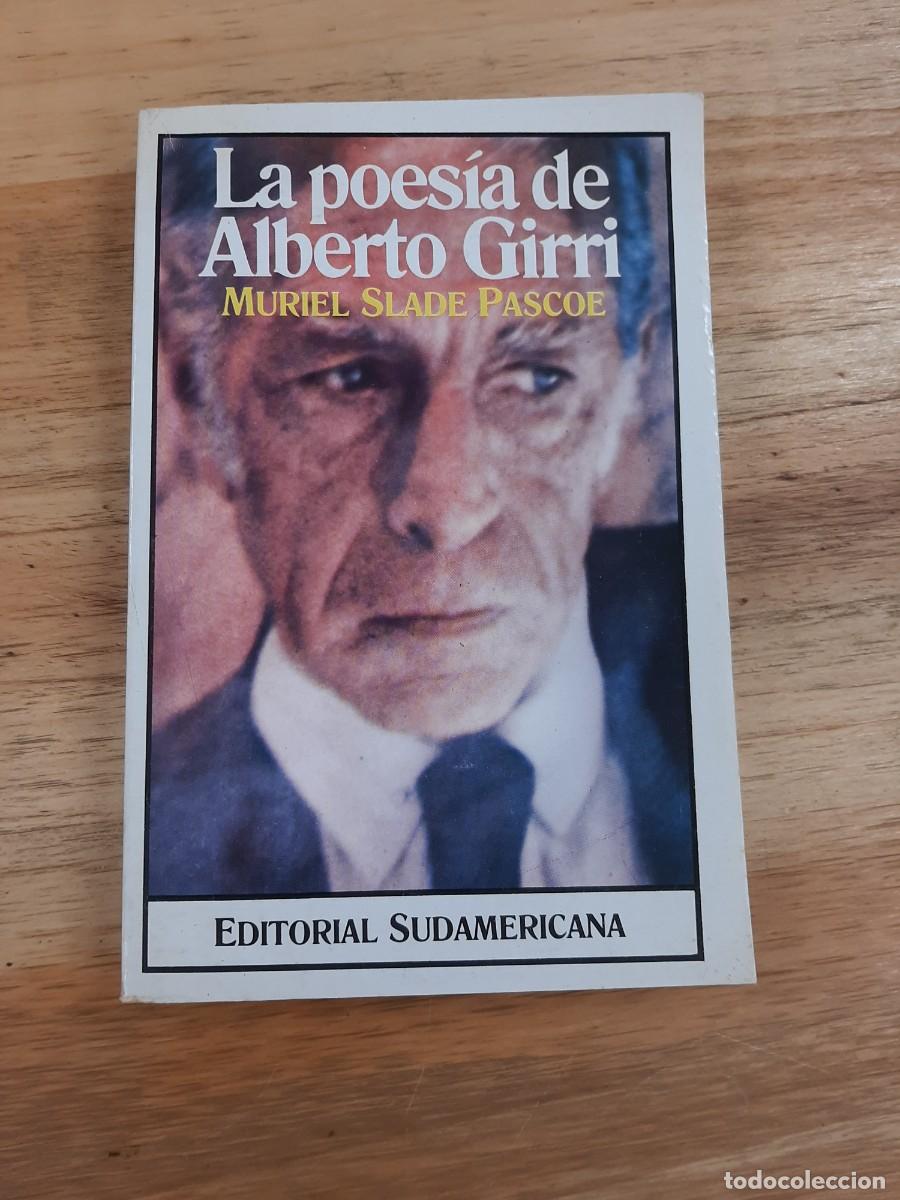 La poesía de
Alberto Girri
MURIEL SLADE PASCOE
EDITORIAL SUDAMERICANA
todocoleccion